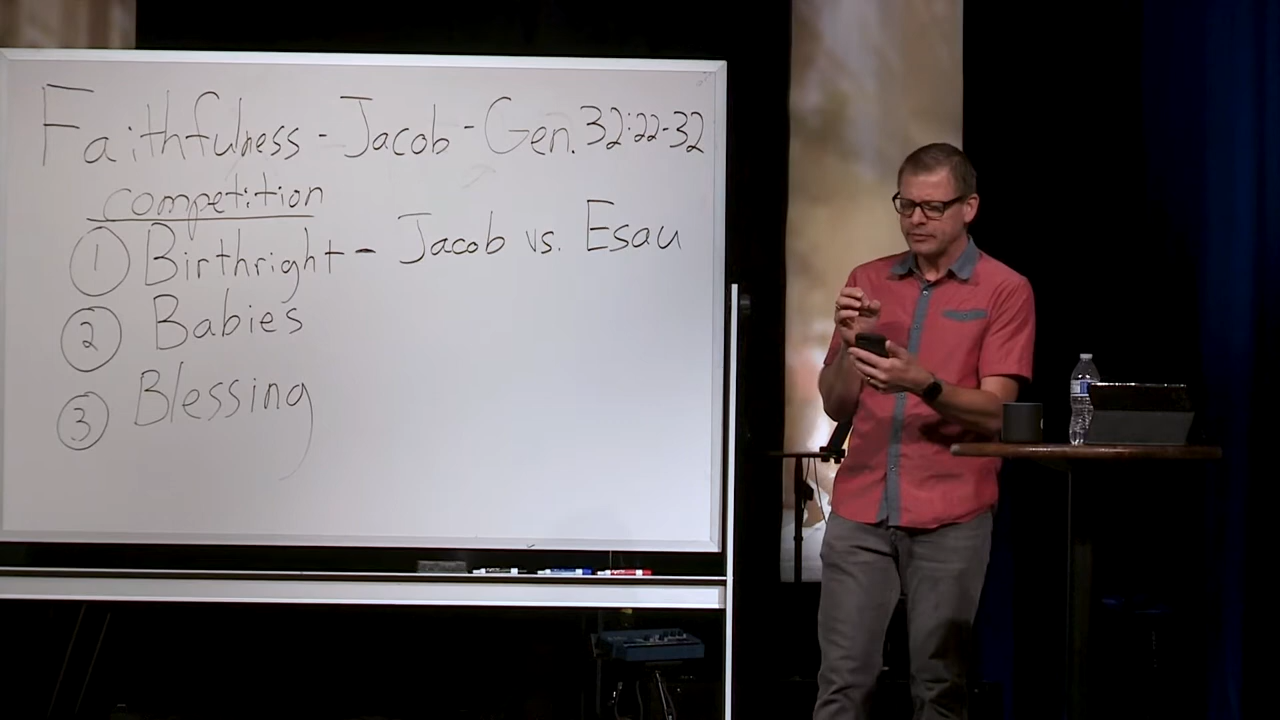 Faithfulness - Jacob - Gen. 32:22-32
competition
① Birthright - Jacob vs. Esau
② Babies
③ Blessing